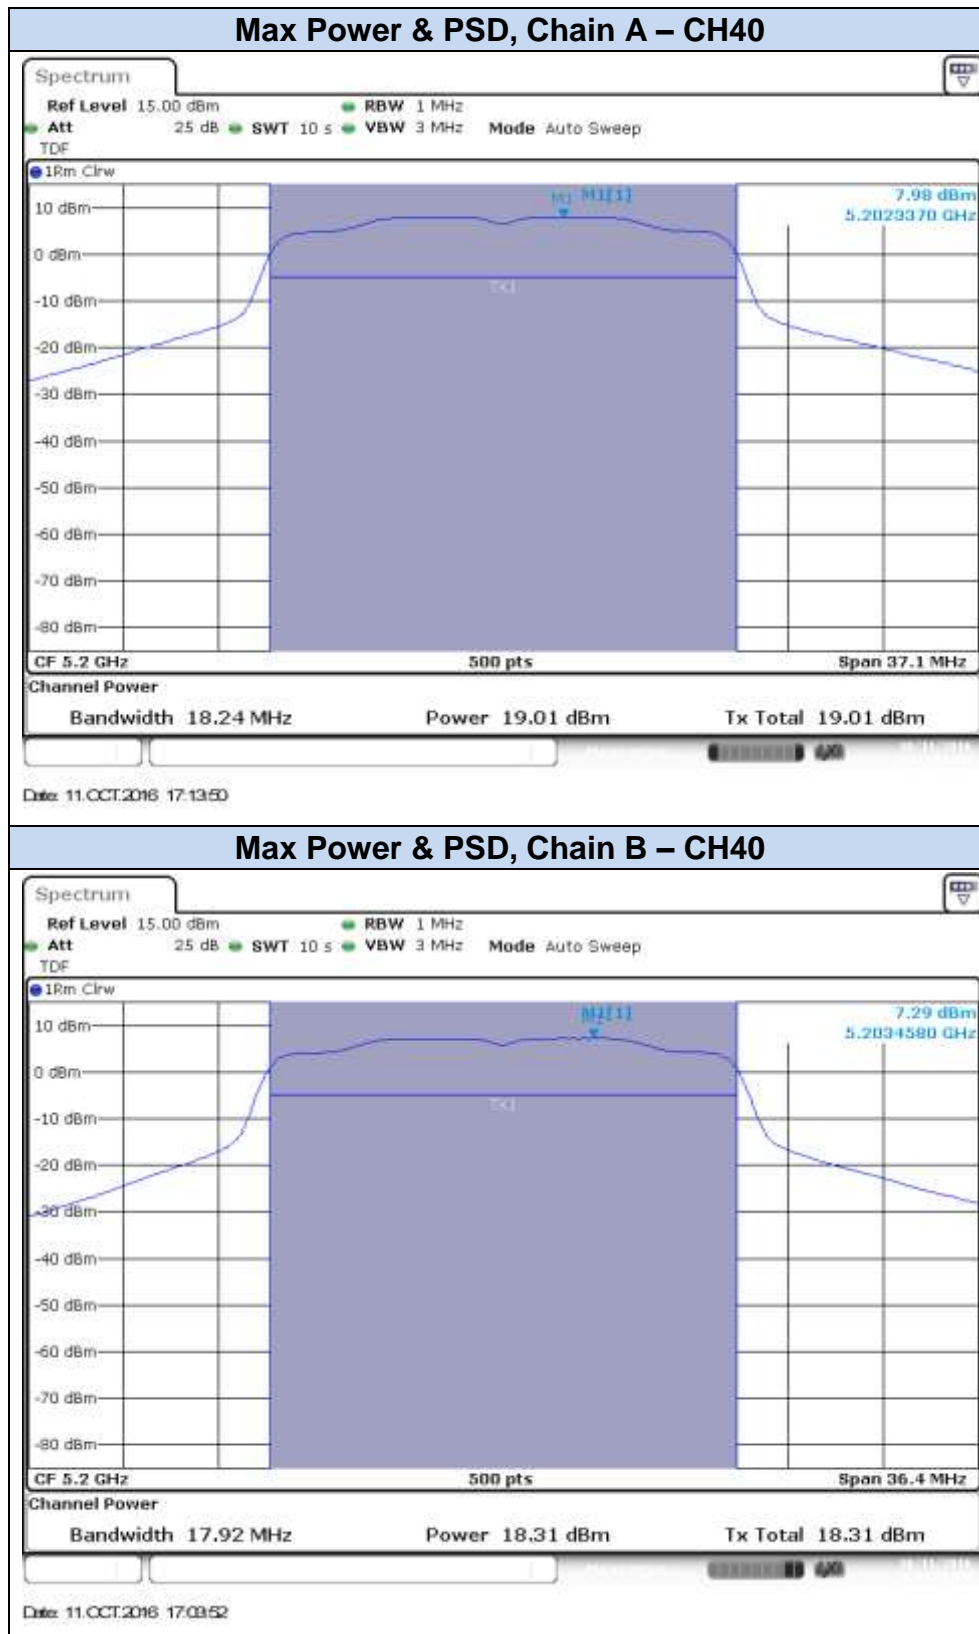 Max Power & PSD, Chain A – CH40
Spectrum
Ref Level 15.00 dBm RBW 1 MHz
Att 25 dB SWT 10 s VBW 3 MHz Mode Auto Sweep
TDF
1Rm Clrw
M1 M1[1] 7.98 dBm
5.2023370 GHz
10 dBm
0 dBm
-10 dBm
TX1
-20 dBm
-30 dBm
-40 dBm
-50 dBm
-60 dBm
-70 dBm
-80 dBm
CF 5.2 GHz 500 pts Span 37.1 MHz
Channel Power
Bandwidth 18.24 MHz Power 19.01 dBm Tx Total 19.01 dBm
Date: 11.OCT.2016 17:13:50
Max Power & PSD, Chain B – CH40
Spectrum
Ref Level 15.00 dBm RBW 1 MHz
Att 25 dB SWT 10 s VBW 3 MHz Mode Auto Sweep
TDF
1Rm Clrw
M1[1] 7.29 dBm
5.2034580 GHz
10 dBm
0 dBm
-10 dBm
TX1
-20 dBm
-30 dBm
-40 dBm
-50 dBm
-60 dBm
-70 dBm
-80 dBm
CF 5.2 GHz 500 pts Span 36.4 MHz
Channel Power
Bandwidth 17.92 MHz Power 18.31 dBm Tx Total 18.31 dBm
Date: 11.OCT.2016 17:03:52